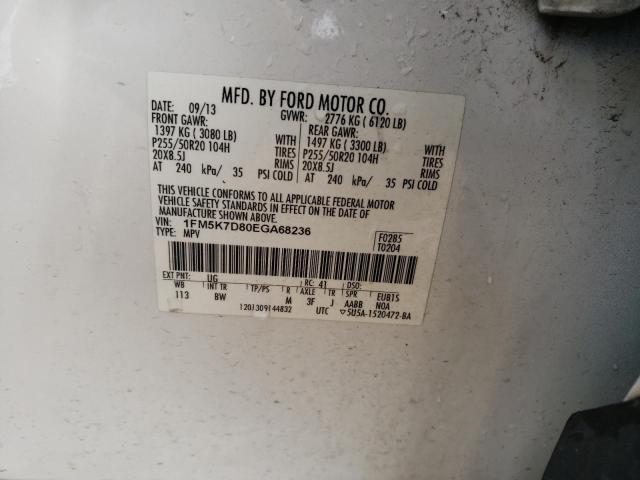 MFD. BY FORD MOTOR CO.
DATE: 09/13 GVWR: 2776 KG ( 6120 LB)
FRONT GAWR: REAR GAWR:
1397 KG ( 3080 LB) WITH 1497 KG ( 3300 LB) WITH
P255/50R20 104H TIRES P255/50R20 104H TIRES
20X8.5J RIMS 20X8.5J RIMS
AT 240 kPa/ 35 PSI COLD AT 240 kPa/ 35 PSI COLD
THIS VEHICLE CONFORMS TO ALL APPLICABLE FEDERAL MOTOR
VEHICLE SAFETY STANDARDS IN EFFECT ON THE DATE OF
MANUFACTURE SHOWN ABOVE.
VIN: 1FM5K7D80EGA68236 F0285
TYPE: MPV T0204
EXT PNT: UG RC: 41 DSO:
WB INT TR TP/PS R AXLE TR SPR EUB1S
113 BW M 3F J AABB N0A
120J309144832 UTC ▽5U5A-1520472-BA